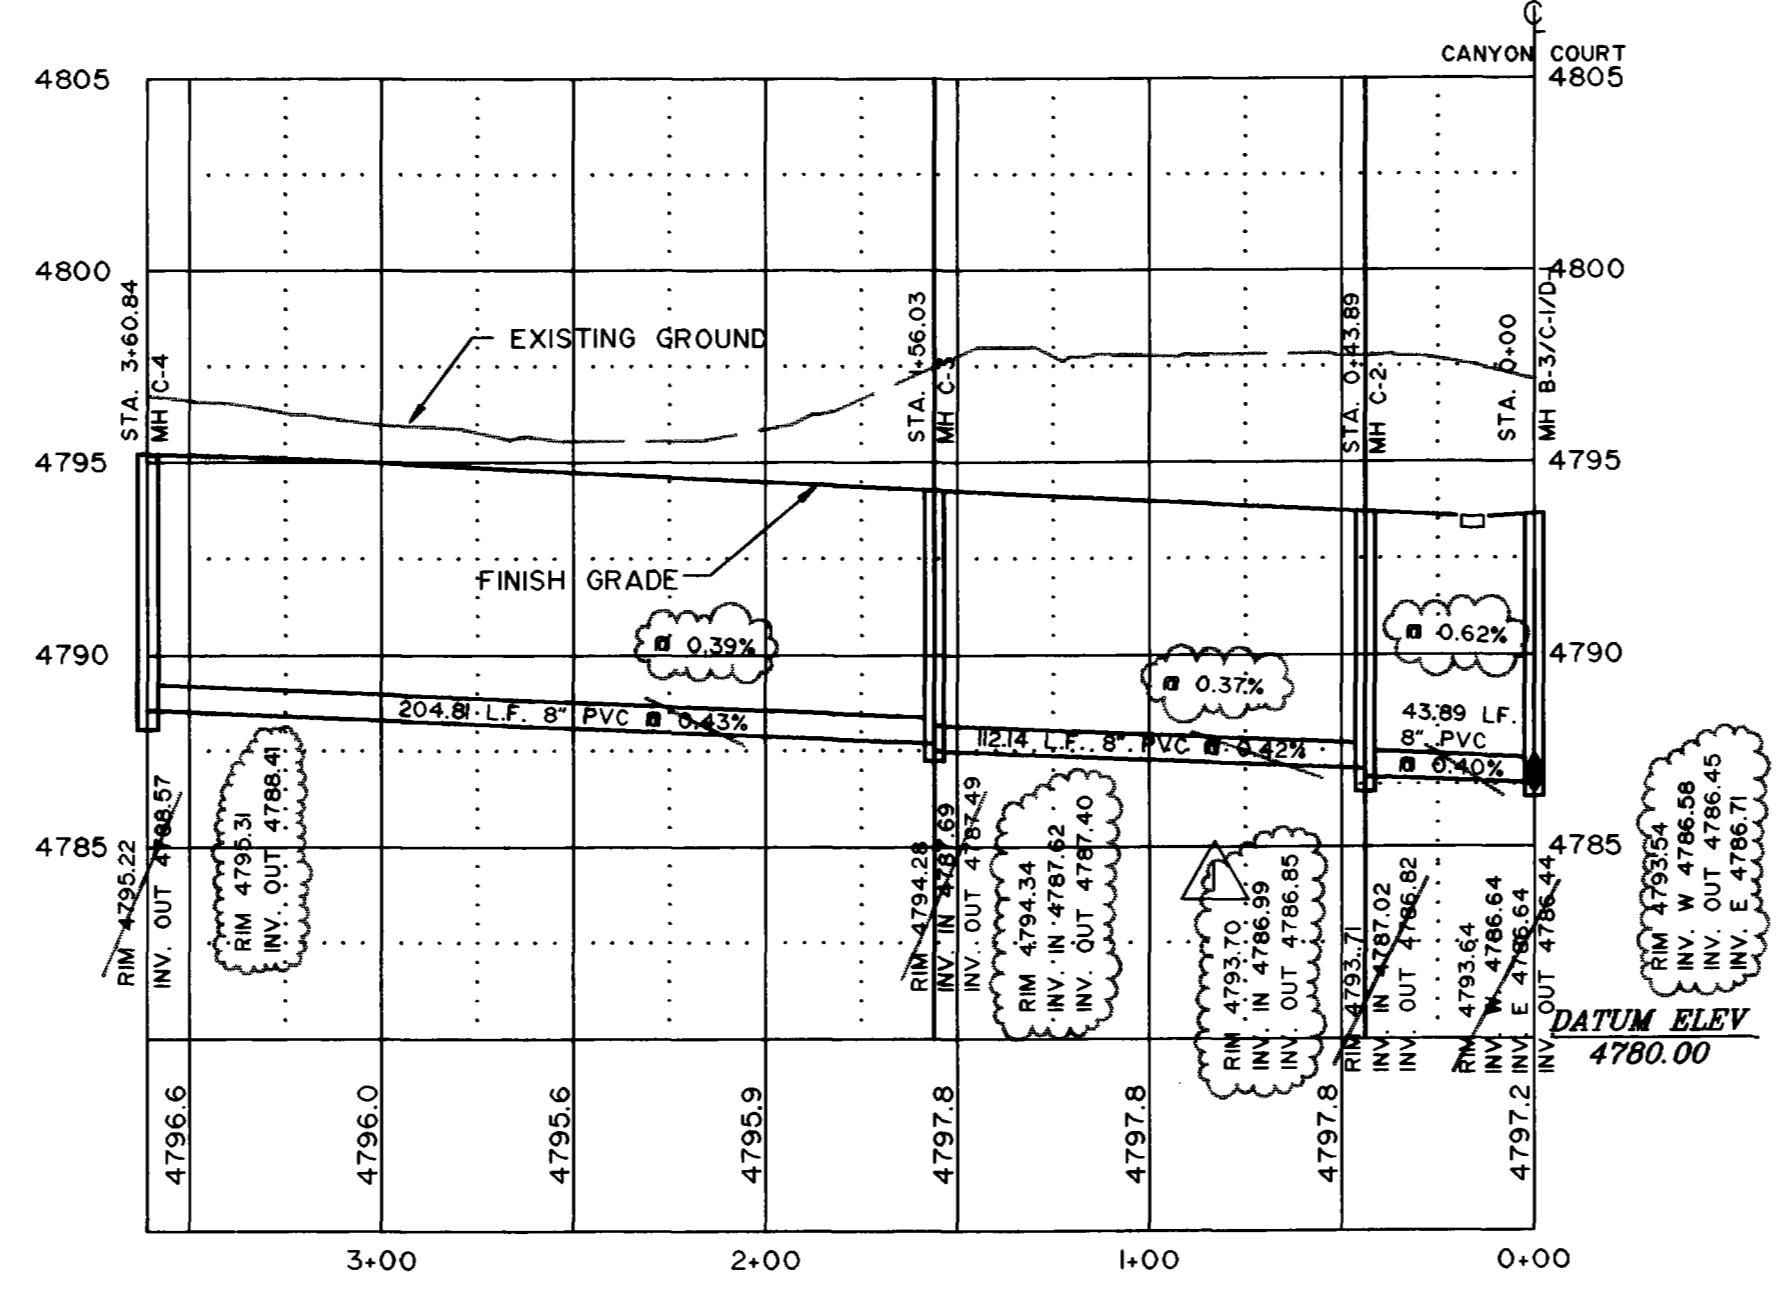 ℄
CANYON COURT
4805
4805
4800
4800
STA. 3+60.84
MH C-4
EXISTING GROUND
STA. 1+56.03
MH C-3
STA. 0+43.89
MH C-2
STA. 0+00
MH B-3/C-1/D-1
4795
4795
FINISH GRADE
@ 0.39%
@ 0.62%
4790
4790
@ 0.37%
204.81 L.F. 8" PVC @ 0.43%
112.14 L.F. 8" PVC @ 0.42%
43.89 LF.
8" PVC
@ 0.40%
4785
4785
RIM 4795.22
INV. OUT 4788.57
RIM 4795.31
INV. OUT 4788.41
RIM 4794.28
INV. IN 4787.69
INV. OUT 4787.49
RIM 4794.34
INV. IN 4787.62
INV. OUT 4787.40
1
RIM 4793.70
INV. IN 4786.99
INV. OUT 4786.85
RIM 4793.71
INV. IN 4787.02
INV. OUT 4786.82
RIM 4793.64
INV. W. 4786.64
INV. E 4786.64
INV. OUT 4786.44
RIM 4793.54
INV. W 4786.58
INV. OUT 4786.45
INV. E 4786.71
DATUM ELEV
4780.00
4796.6
4796.0
4795.6
4795.9
4797.8
4797.8
4797.8
4797.2
3+00
2+00
1+00
0+00